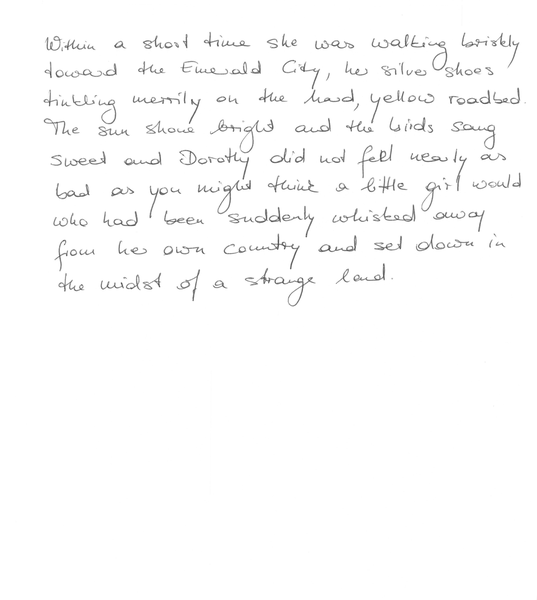 Within a short time she was walking briskly
toward the Emerald City, her silver shoes
tinkling merrily on the hard, yellow roadbed.
The sun shone bright and the birds sang
sweet and Dorothy did not feel nearly as
bad as you might think a little girl would
who had been suddenly whisked away
from her own country and set down in
the midst of a strange land.